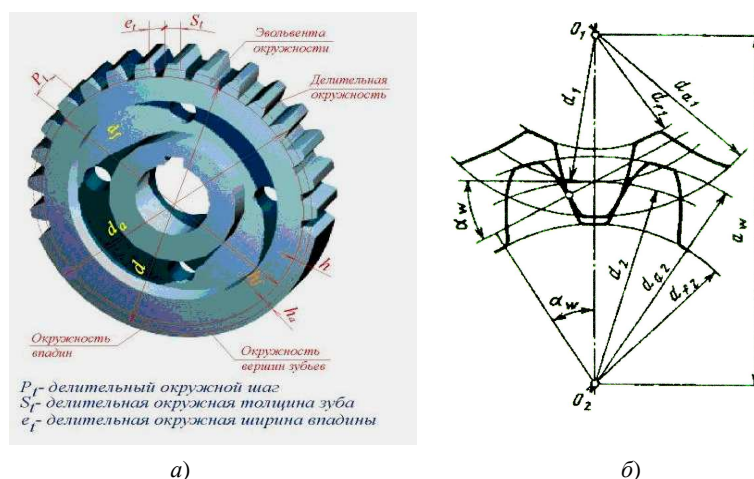 e_t
S_t
Эвольвента
окружности
P_t
Делительная
окружность
d_f
d_a
d
h_f
h
h_a
Окружность
впадин
Окружность
вершин зубьев
P_t- делительный окружной шаг
S_t- делительная окружная толщина зуба
e_t- делительная окружная ширина впадины
а)
O_1
d_1
d_f1
d_a1
α_w
a_w
d_2
d_a2
d_f2
α_w
O_2
б)